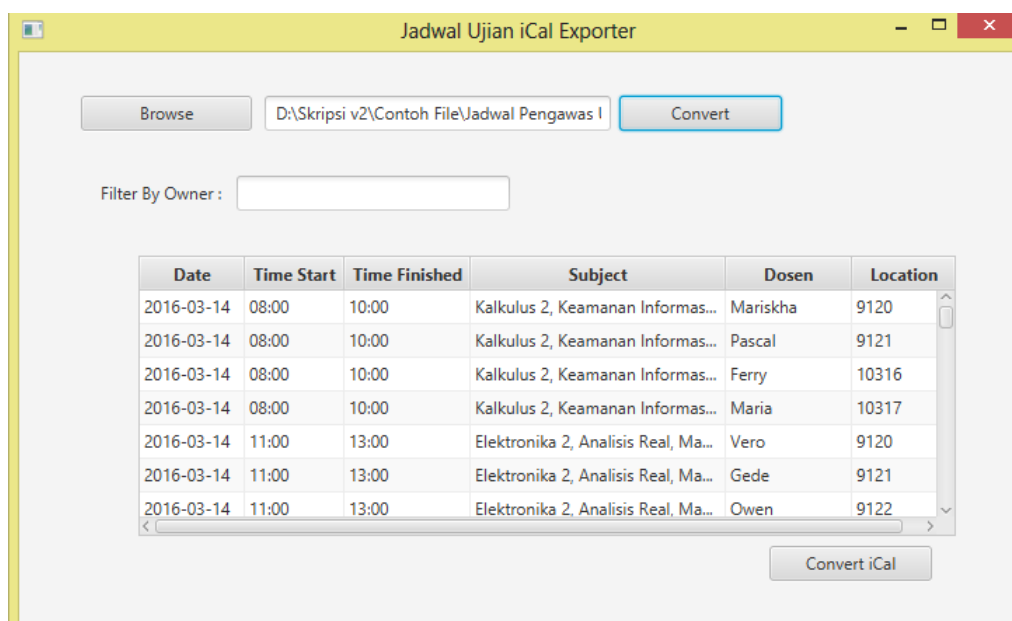 Jadwal Ujian iCal Exporter
Browse D:\Skripsi v2\Contoh File\Jadwal Pengawas Convert
Filter By Owner :
Date Time Start Time Finished Subject Dosen Location
2016-03-14 08:00 10:00 Kalkulus 2, Keamanan Informas... Mariskha 9120
2016-03-14 08:00 10:00 Kalkulus 2, Keamanan Informas... Pascal 9121
2016-03-14 08:00 10:00 Kalkulus 2, Keamanan Informas... Ferry 10316
2016-03-14 08:00 10:00 Kalkulus 2, Keamanan Informas... Maria 10317
2016-03-14 11:00 13:00 Elektronika 2, Analisis Real, Ma... Vero 9120
2016-03-14 11:00 13:00 Elektronika 2, Analisis Real, Ma... Gede 9121
2016-03-14 11:00 13:00 Elektronika 2, Analisis Real, Ma... Owen 9122
Convert iCal